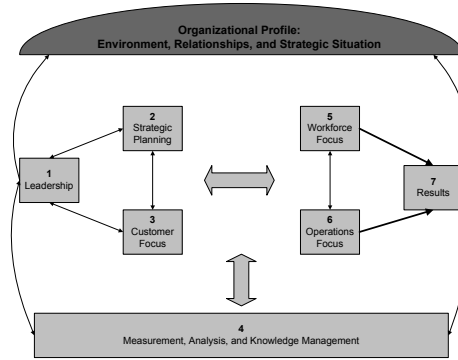 Organizational Profile:
Environment, Relationships, and Strategic Situation
2
Strategic
Planning
5
Workforce
Focus
1
Leadership
7
Results
3
Customer
Focus
6
Operations
Focus
4
Measurement, Analysis, and Knowledge Management